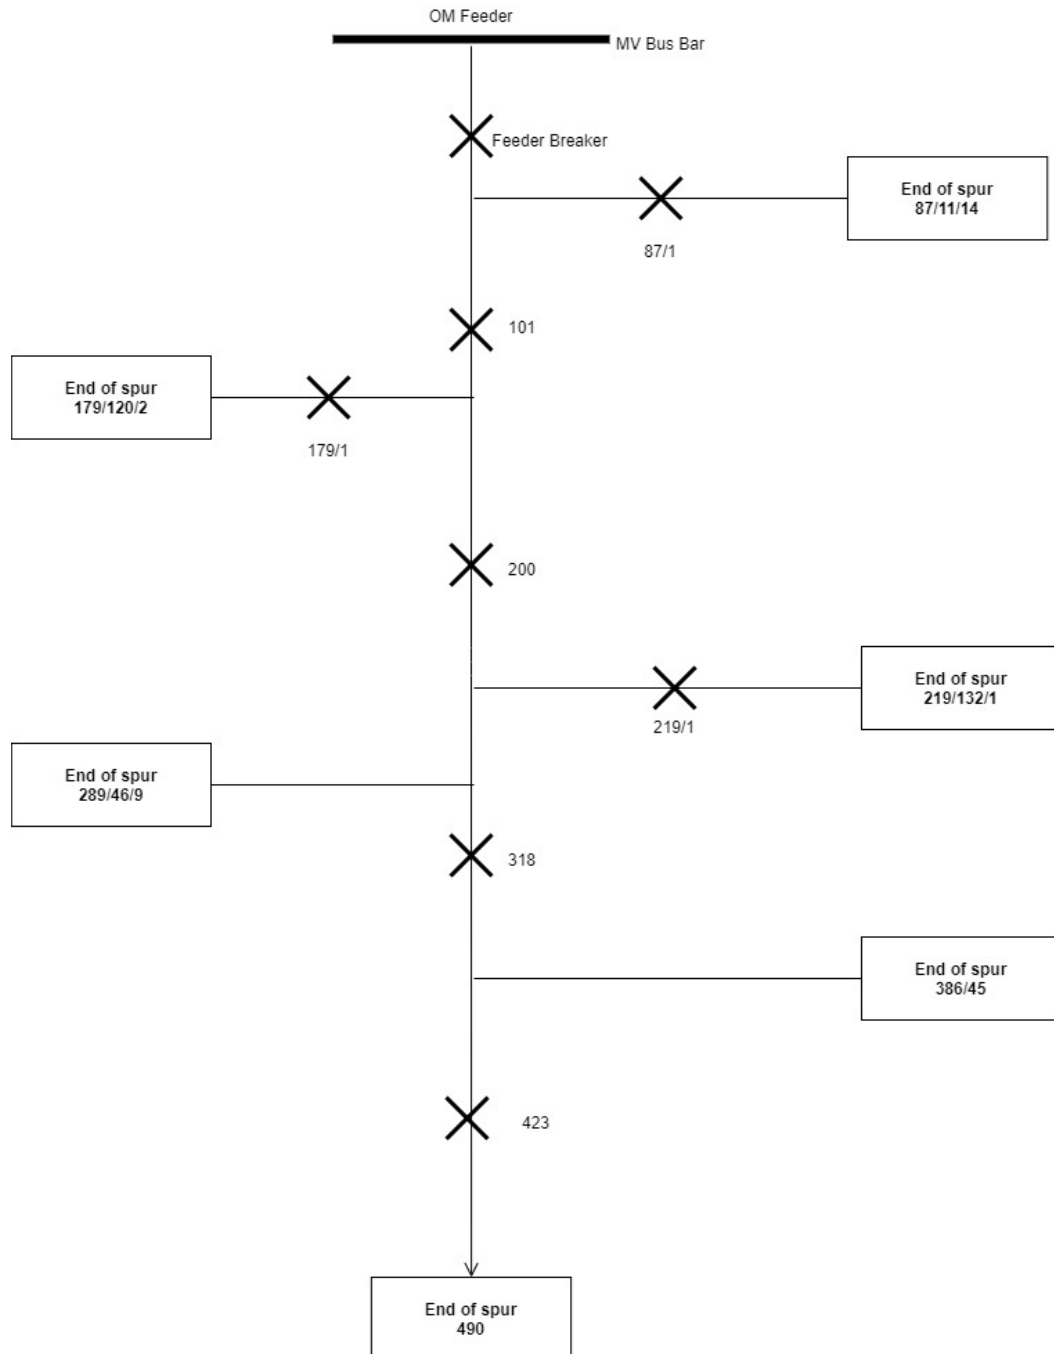 OM Feeder
MV Bus Bar
Feeder Breaker
End of spur
87/11/14
87/1
101
End of spur
179/120/2
179/1
200
End of spur
219/132/1
219/1
End of spur
289/46/9
318
End of spur
386/45
423
End of spur
490